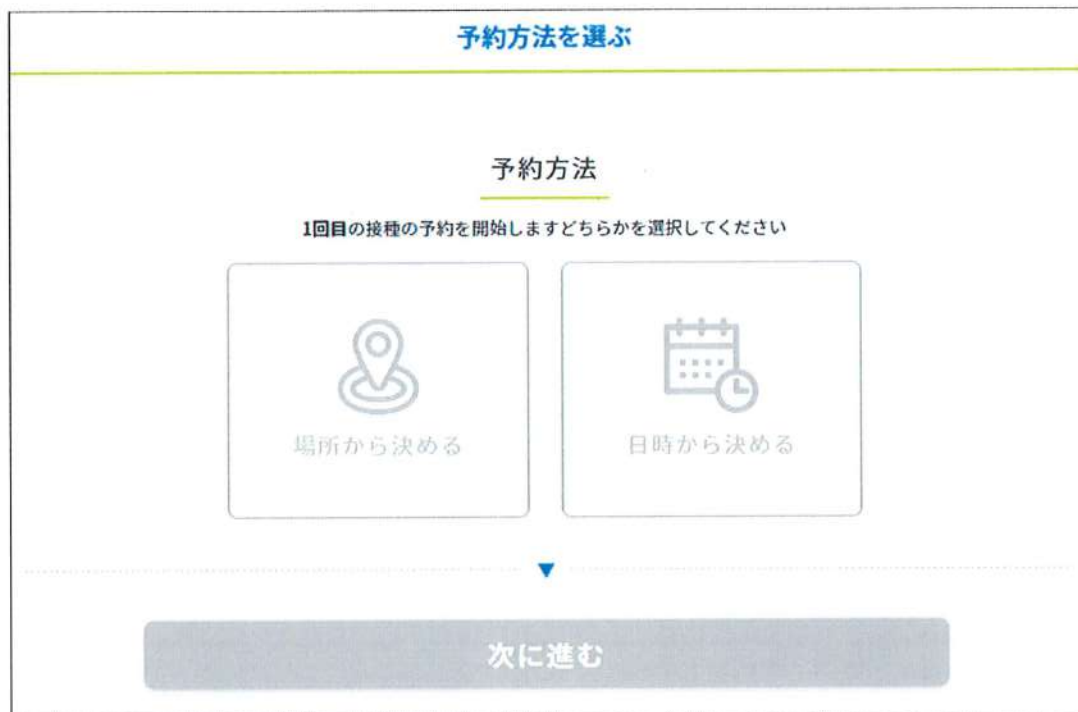 予約方法を選ぶ
予約方法
1回目の接種の予約を開始しますどちらかを選択してください
場所から決める
日時から決める
次に進む